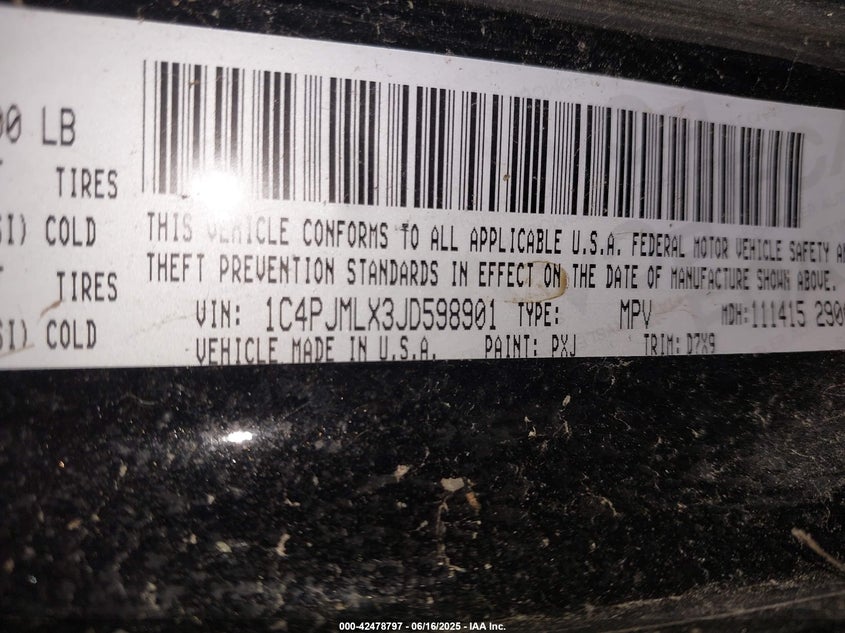 00 LB
TIRES
SI) COLD
TIRES
SI) COLD
THIS VEHICLE CONFORMS TO ALL APPLICABLE U.S.A. FEDERAL MOTOR VEHICLE SAFETY
THEFT PREVENTION STANDARDS IN EFFECT ON THE DATE OF MANUFACTURE SHOWN ABOVE.
VIN: 1C4PJMLX3JD598901 TYPE: MPV MDH:111415 290
VEHICLE MADE IN U.S.A. PAINT: PXJ TRIM: D7X9
000-42478797 - 06/16/2025 - IAA Inc.